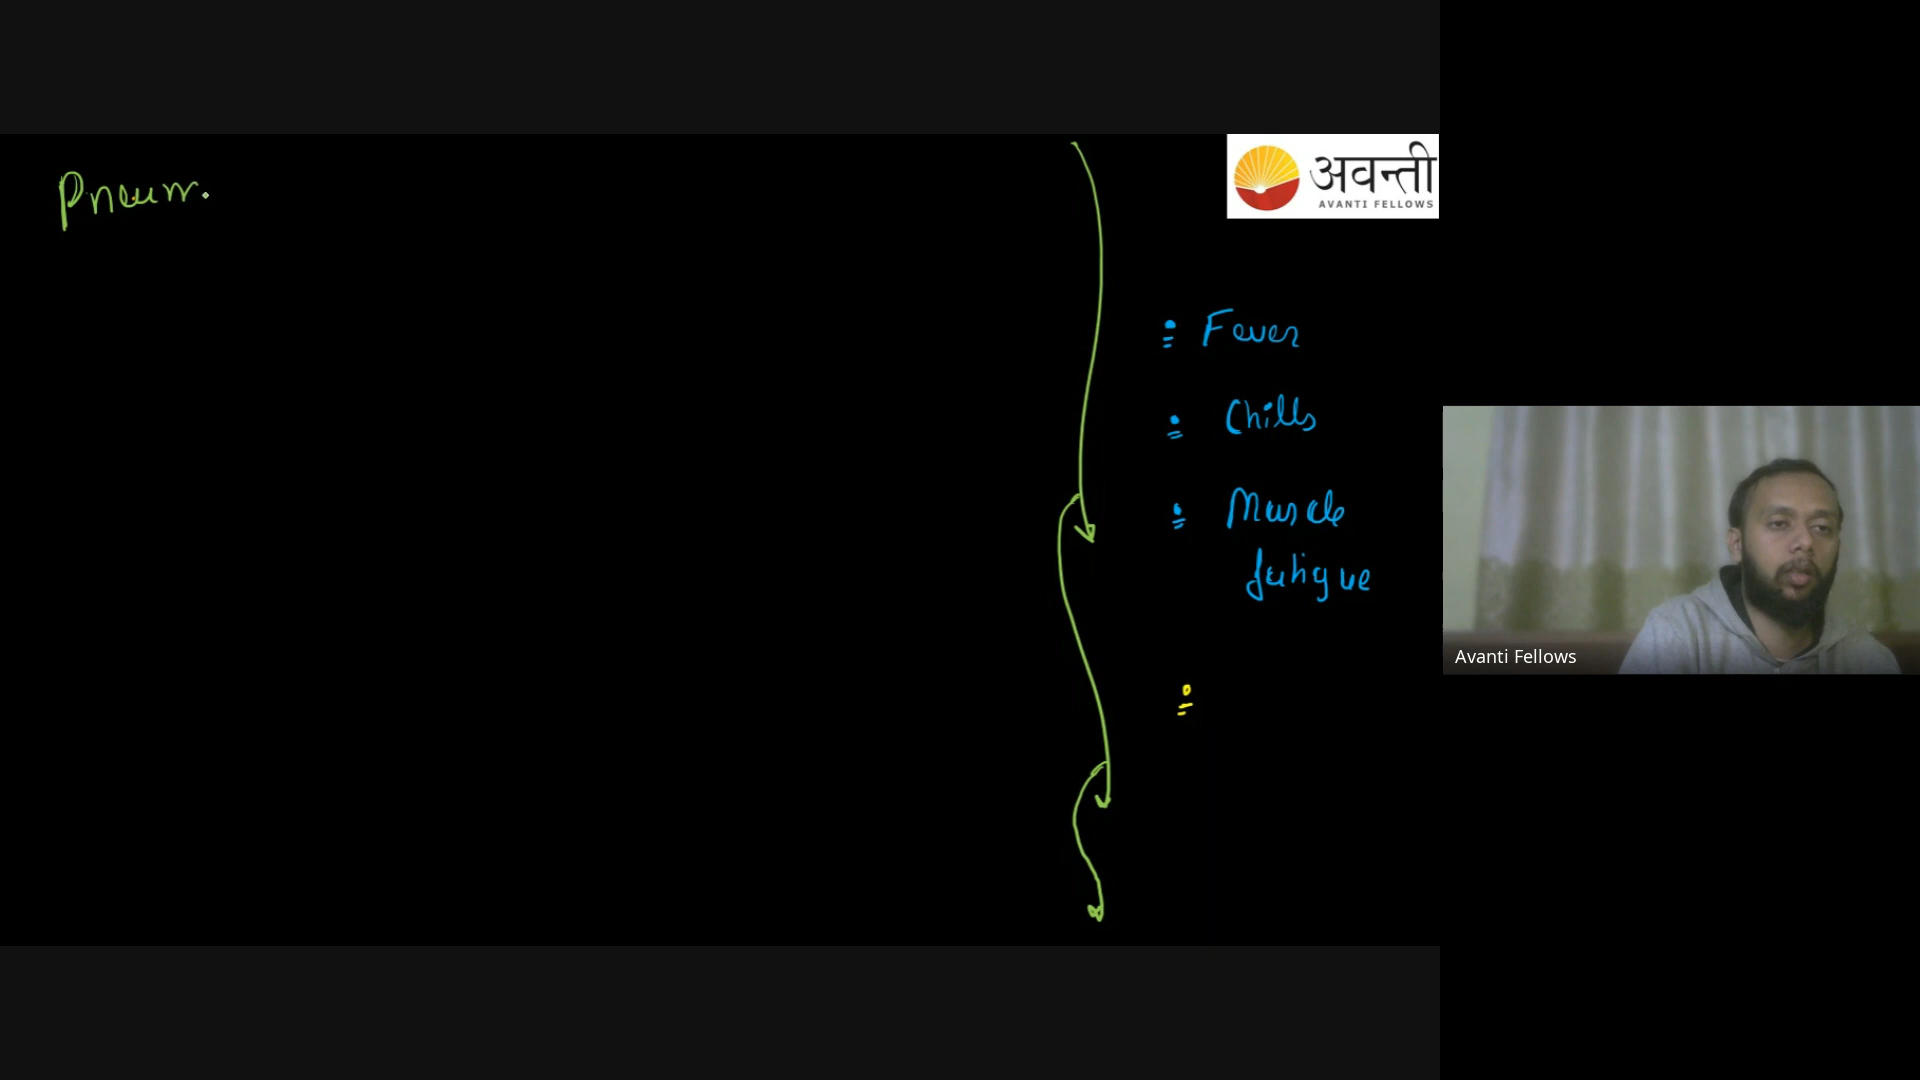 Pneum.
अवन्ती
AVANTI FELLOWS
Fever
Chills
Muscle
fatigue
Avanti Fellows